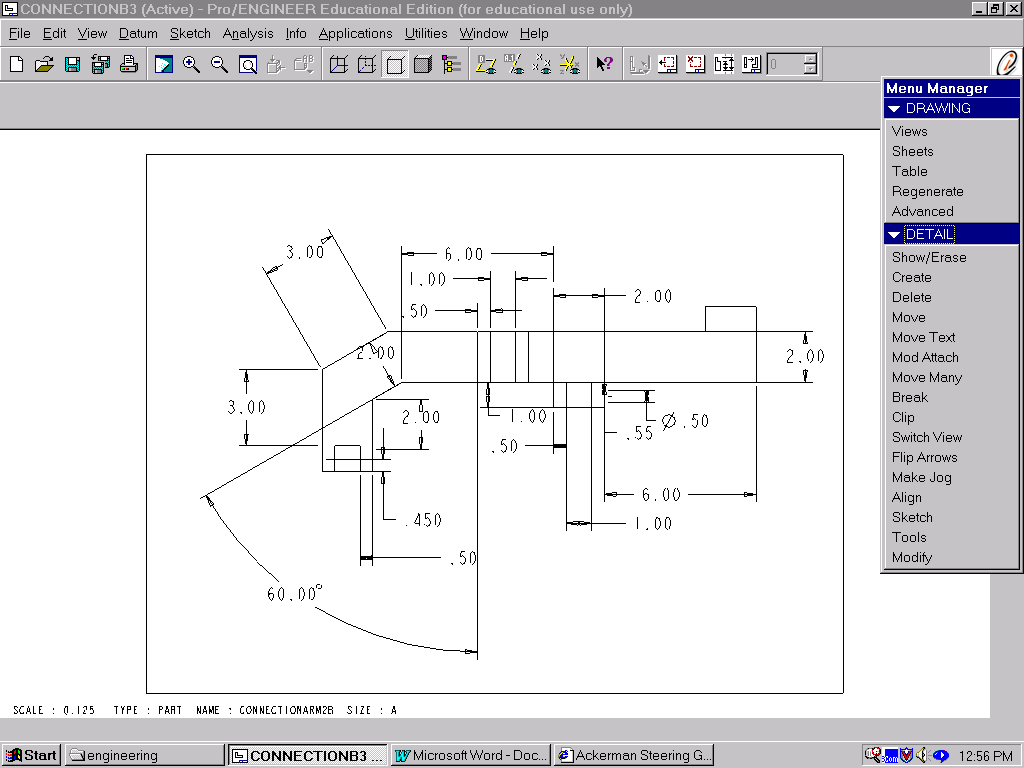 CONNECTIONB3 (Active) - Pro/ENGINEER Educational Edition (for educational use only)
File Edit View Datum Sketch Analysis Info Applications Utilities Window Help
0
Menu Manager
DRAWING
Views
Sheets
Table
Regenerate
Advanced
DETAIL
Show/Erase
Create
Delete
Move
Move Text
Mod Attach
Move Many
Break
Clip
Switch View
Flip Arrows
Make Jog
Align
Sketch
Tools
Modify
3.00
6.00
1.00
2.00
.50
2.00
2.00
3.00
2.00
1.00
Ø .50
.55
.50
6.00
.450
1.00
.50
60.00°
SCALE : 0.125 TYPE : PART NAME : CONNECTIONARM2B SIZE : A
Start engineering CONNECTIONB3 ... Microsoft Word - Doc... Ackerman Steering G... 12:56 PM